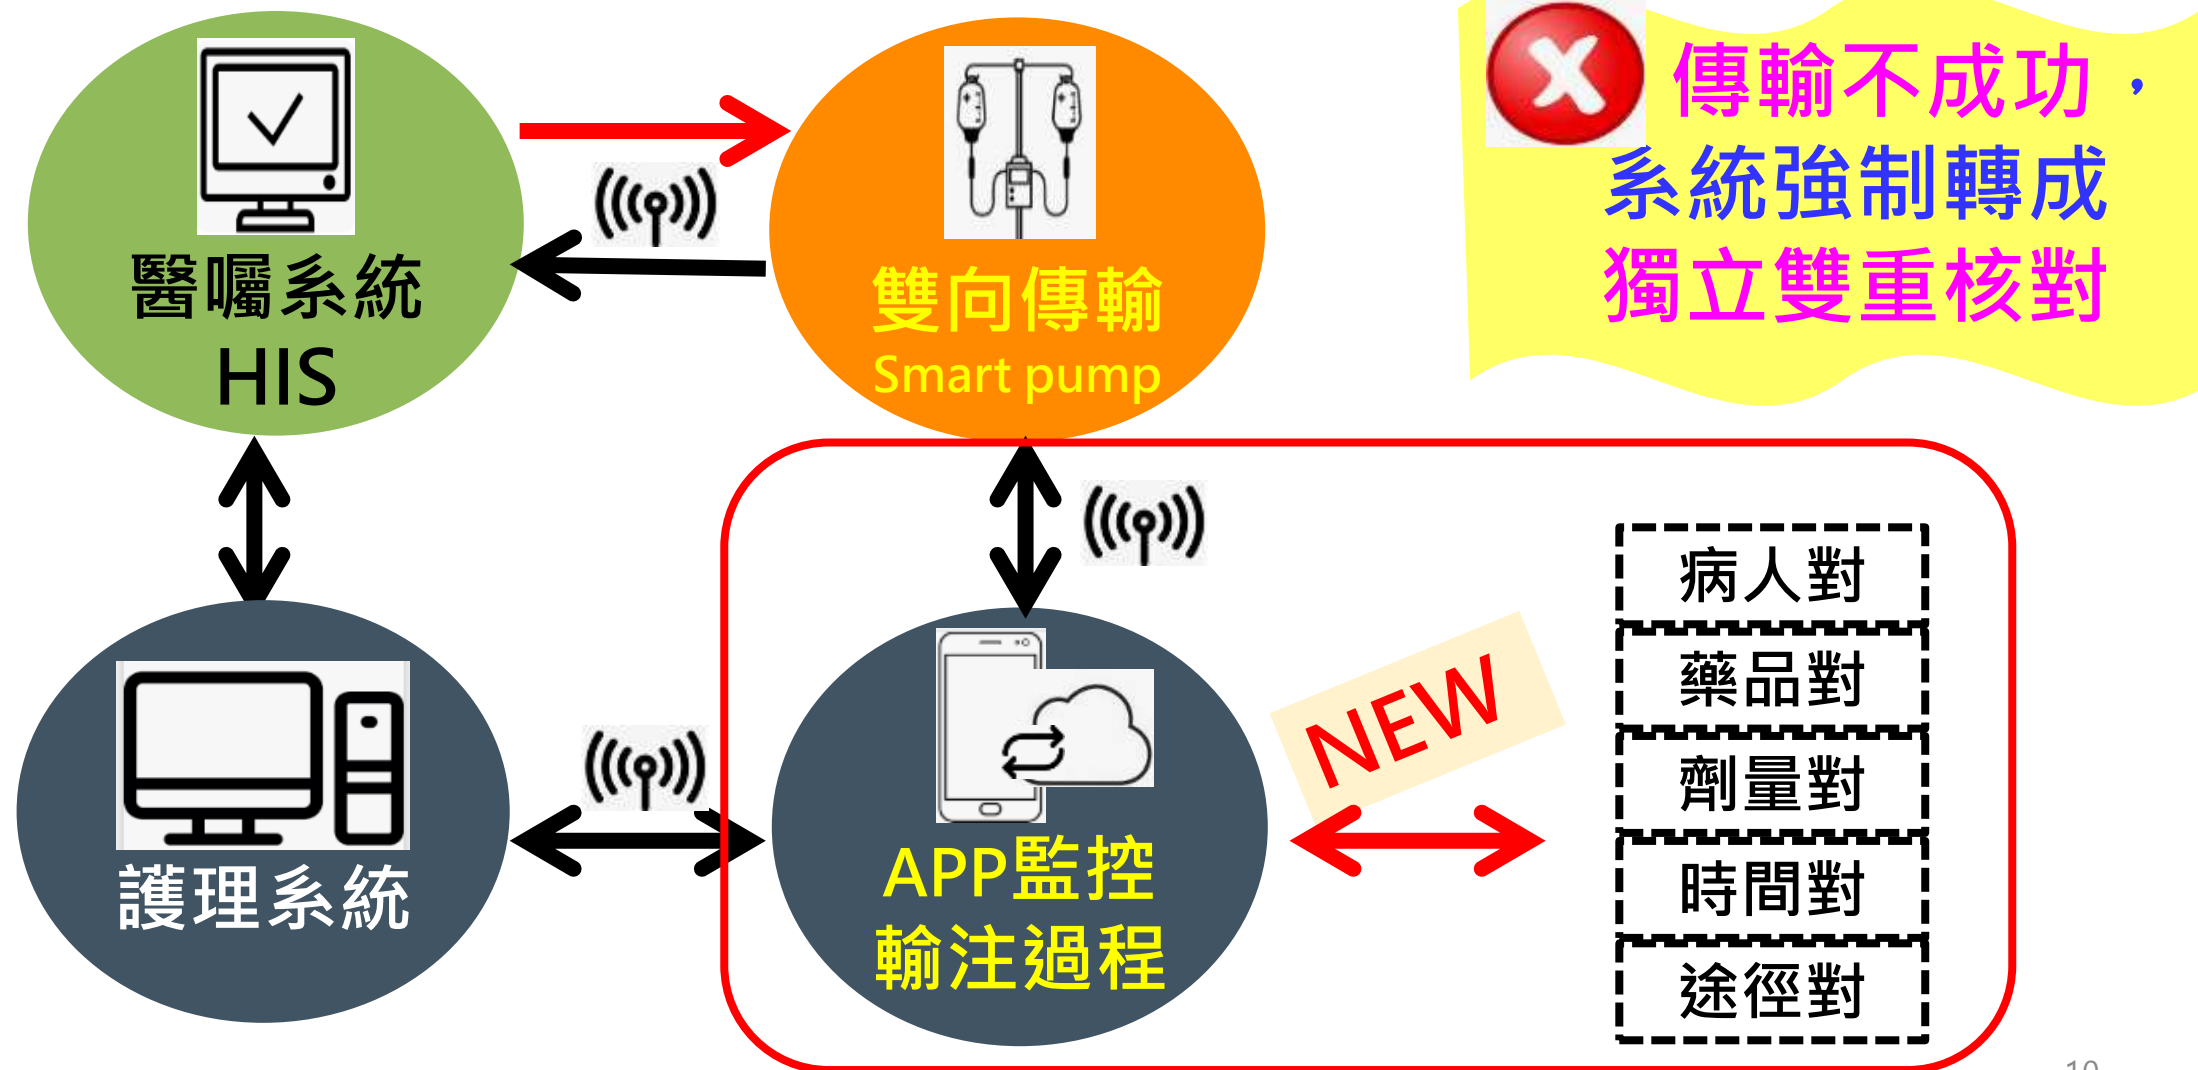 醫囑系統
HIS
雙向傳輸
Smart pump
傳輸不成功，
系統強制轉成
獨立雙重核對
護理系統
APP監控
輸注過程
NEW
病人對
藥品對
劑量對
時間對
途徑對